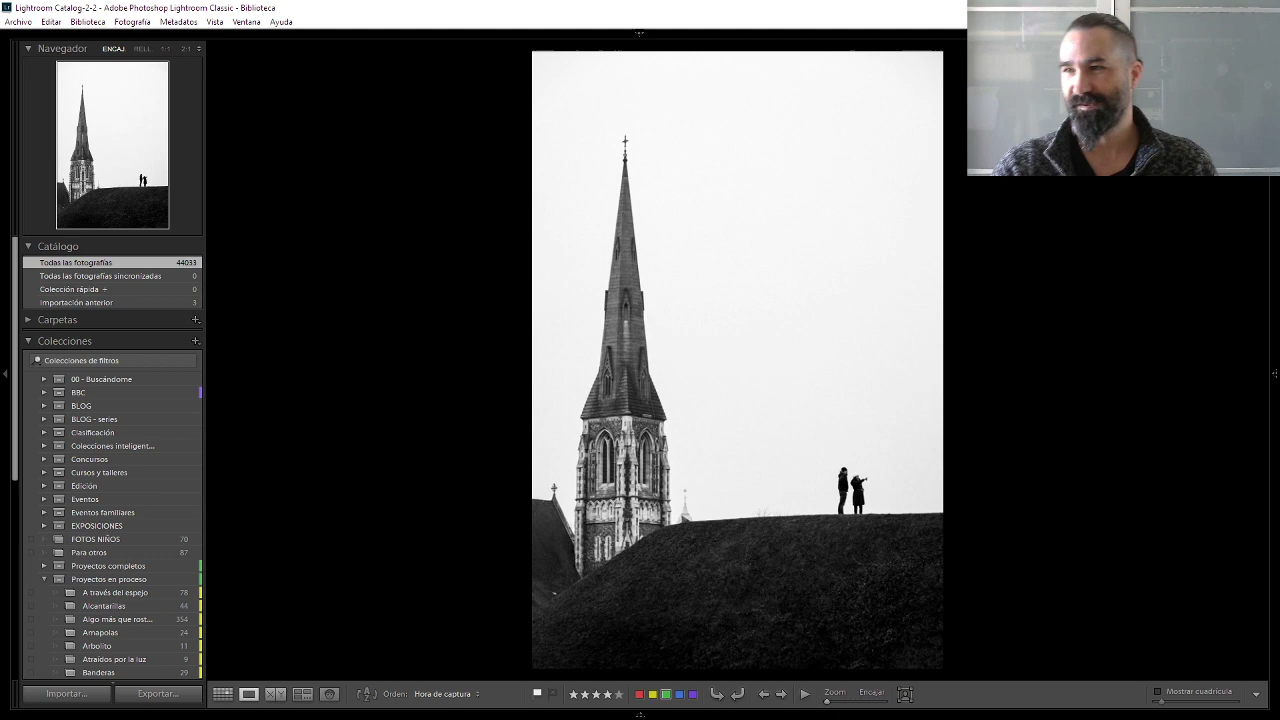 Lightroom Catalog-2-2 - Adobe Photoshop Lightroom Classic - Biblioteca
Archivo Editar Biblioteca Fotografía Metadatos Vista Ventana Ayuda
Navegador ENCAJ. RELL. 1:1 2:1
Catálogo
Todas las fotografías 44033
Todas las fotografías sincronizadas 0
Colección rápida + 0
Importación anterior 3
Carpetas
Colecciones
Colecciones de filtros
00 - Buscándome
BBC
BLOG
BLOG - series
Clasificación
Colecciones inteligent...
Concursos
Cursos y talleres
Edición
Eventos
Eventos familiares
EXPOSICIONES
FOTOS NIÑOS 70
Para otros 87
Proyectos completos
Proyectos en proceso
A través del espejo 78
Alcantarillas 44
Algo más que rost... 354
Amapolas 24
Arbolito 11
Atraídos por la luz 9
Banderas 29
Importar... Exportar... Orden: Hora de captura Zoom Encajar Mostrar cuadrícula